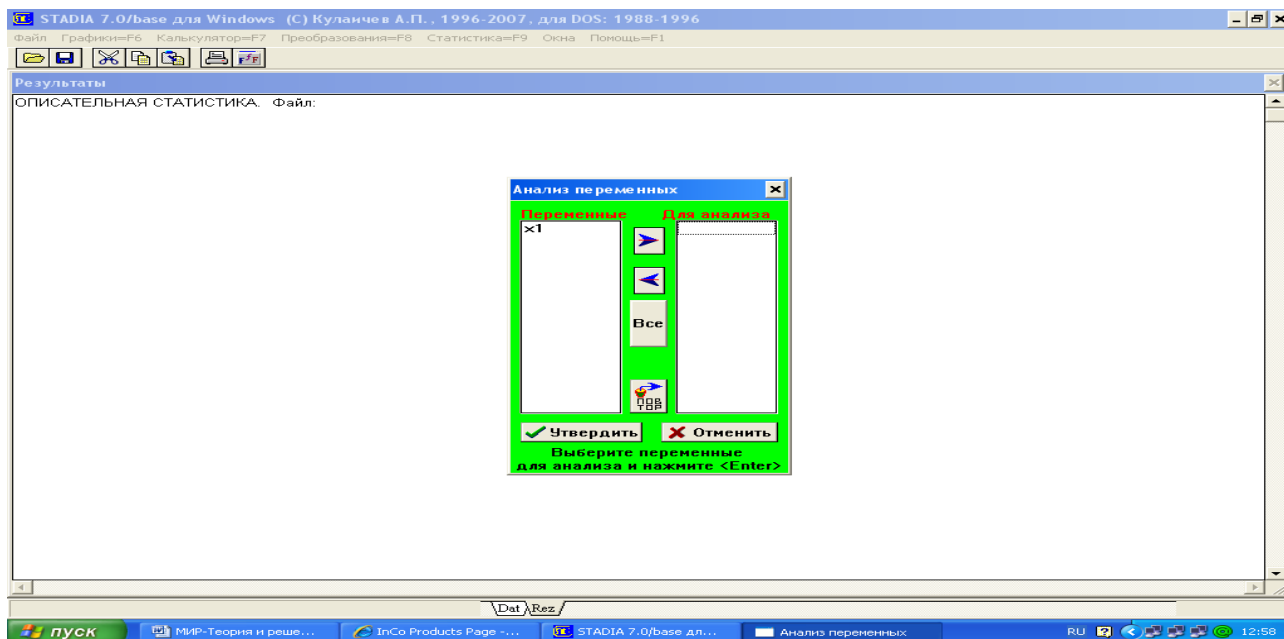 STADIA 7.0/base для Windows (C) Кулаичев А.П., 1996-2007, для DOS: 1988-1996
Файл Графики=F6 Калькулятор=F7 Преобразования=F8 Статистика=F9 Окна Помощь=F1
Результаты
ОПИСАТЕЛЬНАЯ СТАТИСТИКА. Файл:
Анализ переменных
Переменные Для анализа
x1
Все
ПОВ
ТОР
Утвердить Отменить
Выберите переменные
для анализа и нажмите <Enter>
Dat Rez
пуск МИР-Теория и реше... InCo Products Page -... STADIA 7.0/base дл... Анализ переменных RU 12:58